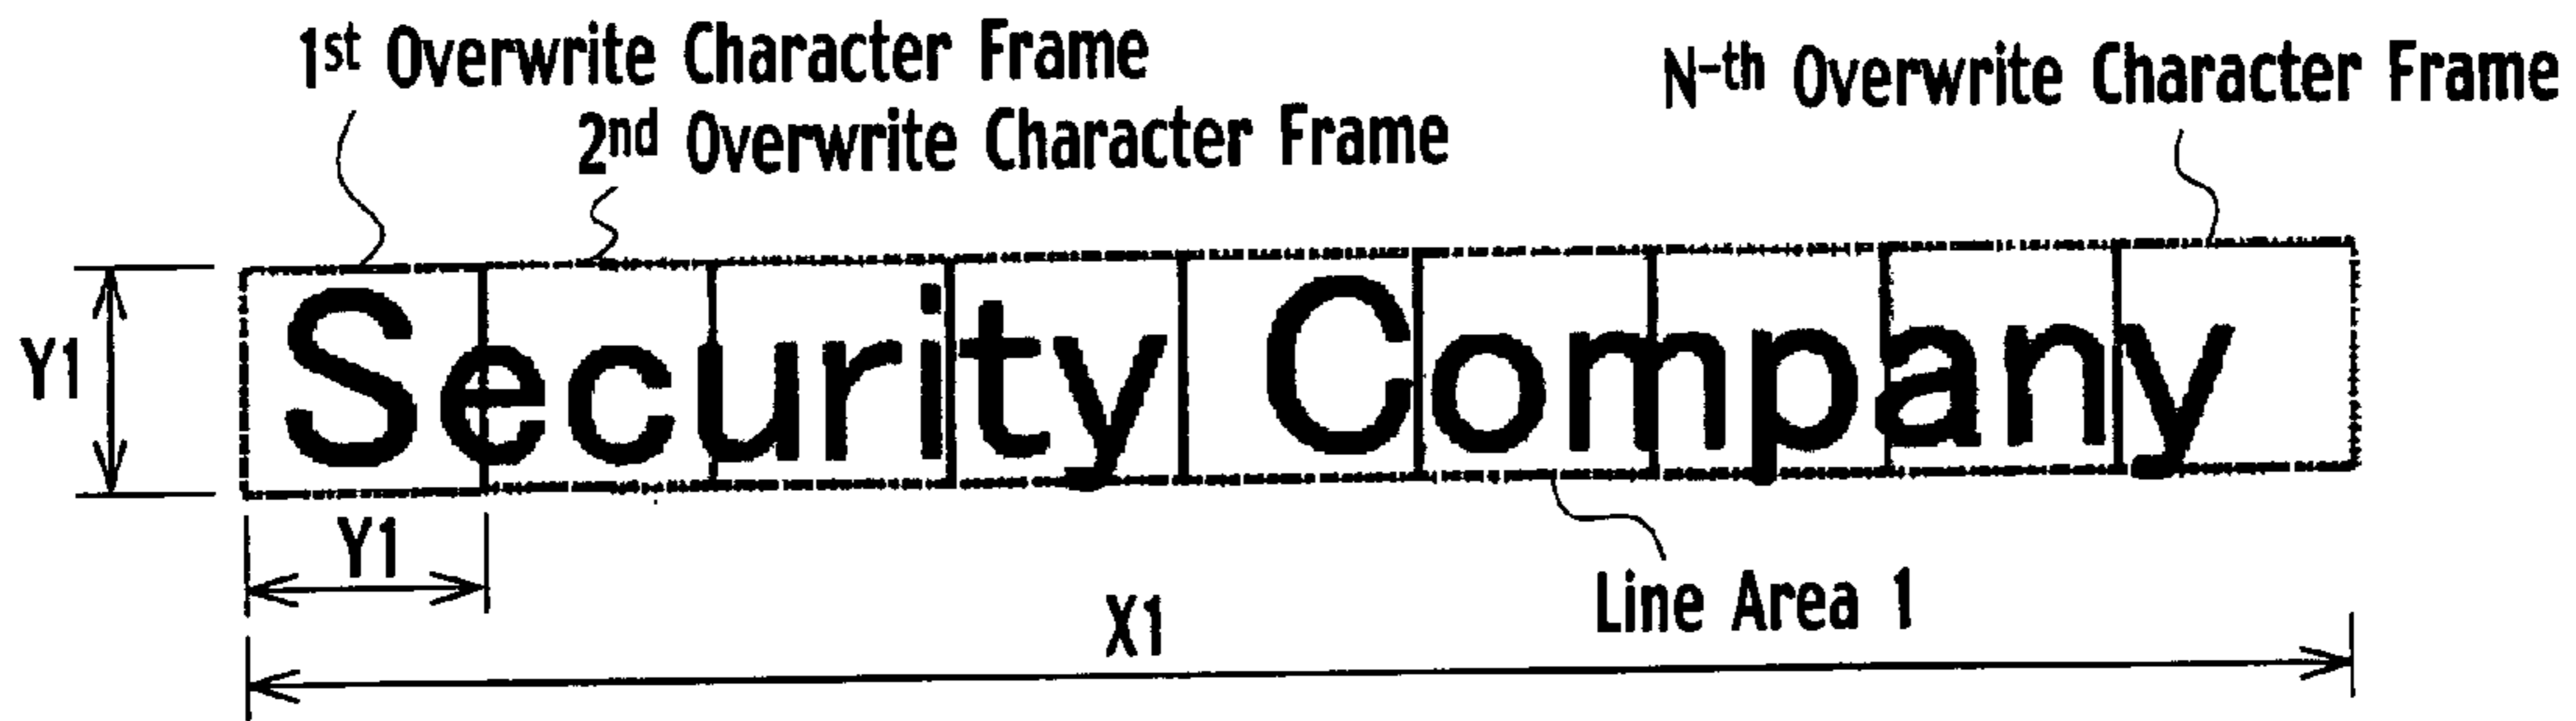 1st Overwrite Character Frame
2nd Overwrite Character Frame
N-th Overwrite Character Frame
Security Company
Y1
Y1
X1
Line Area 1